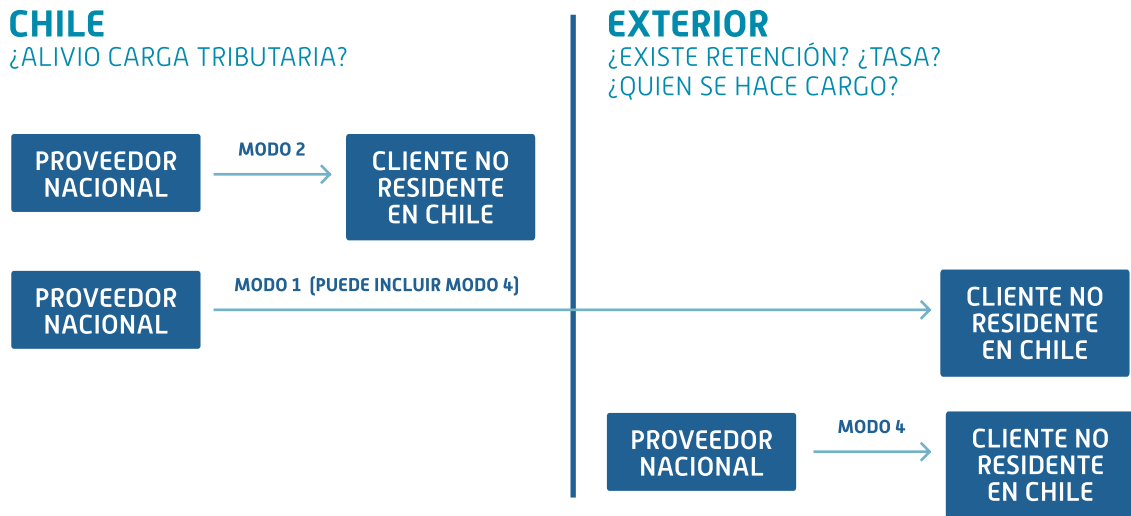 CHILE
¿ALIVIO CARGA TRIBUTARIA?
EXTERIOR
¿EXISTE RETENCIÓN? ¿TASA?
¿QUIEN SE HACE CARGO?
PROVEEDOR
NACIONAL
MODO 2
CLIENTE NO
RESIDENTE
EN CHILE
PROVEEDOR
NACIONAL
MODO 1 (PUEDE INCLUIR MODO 4)
CLIENTE NO
RESIDENTE
EN CHILE
PROVEEDOR
NACIONAL
MODO 4
CLIENTE NO
RESIDENTE
EN CHILE